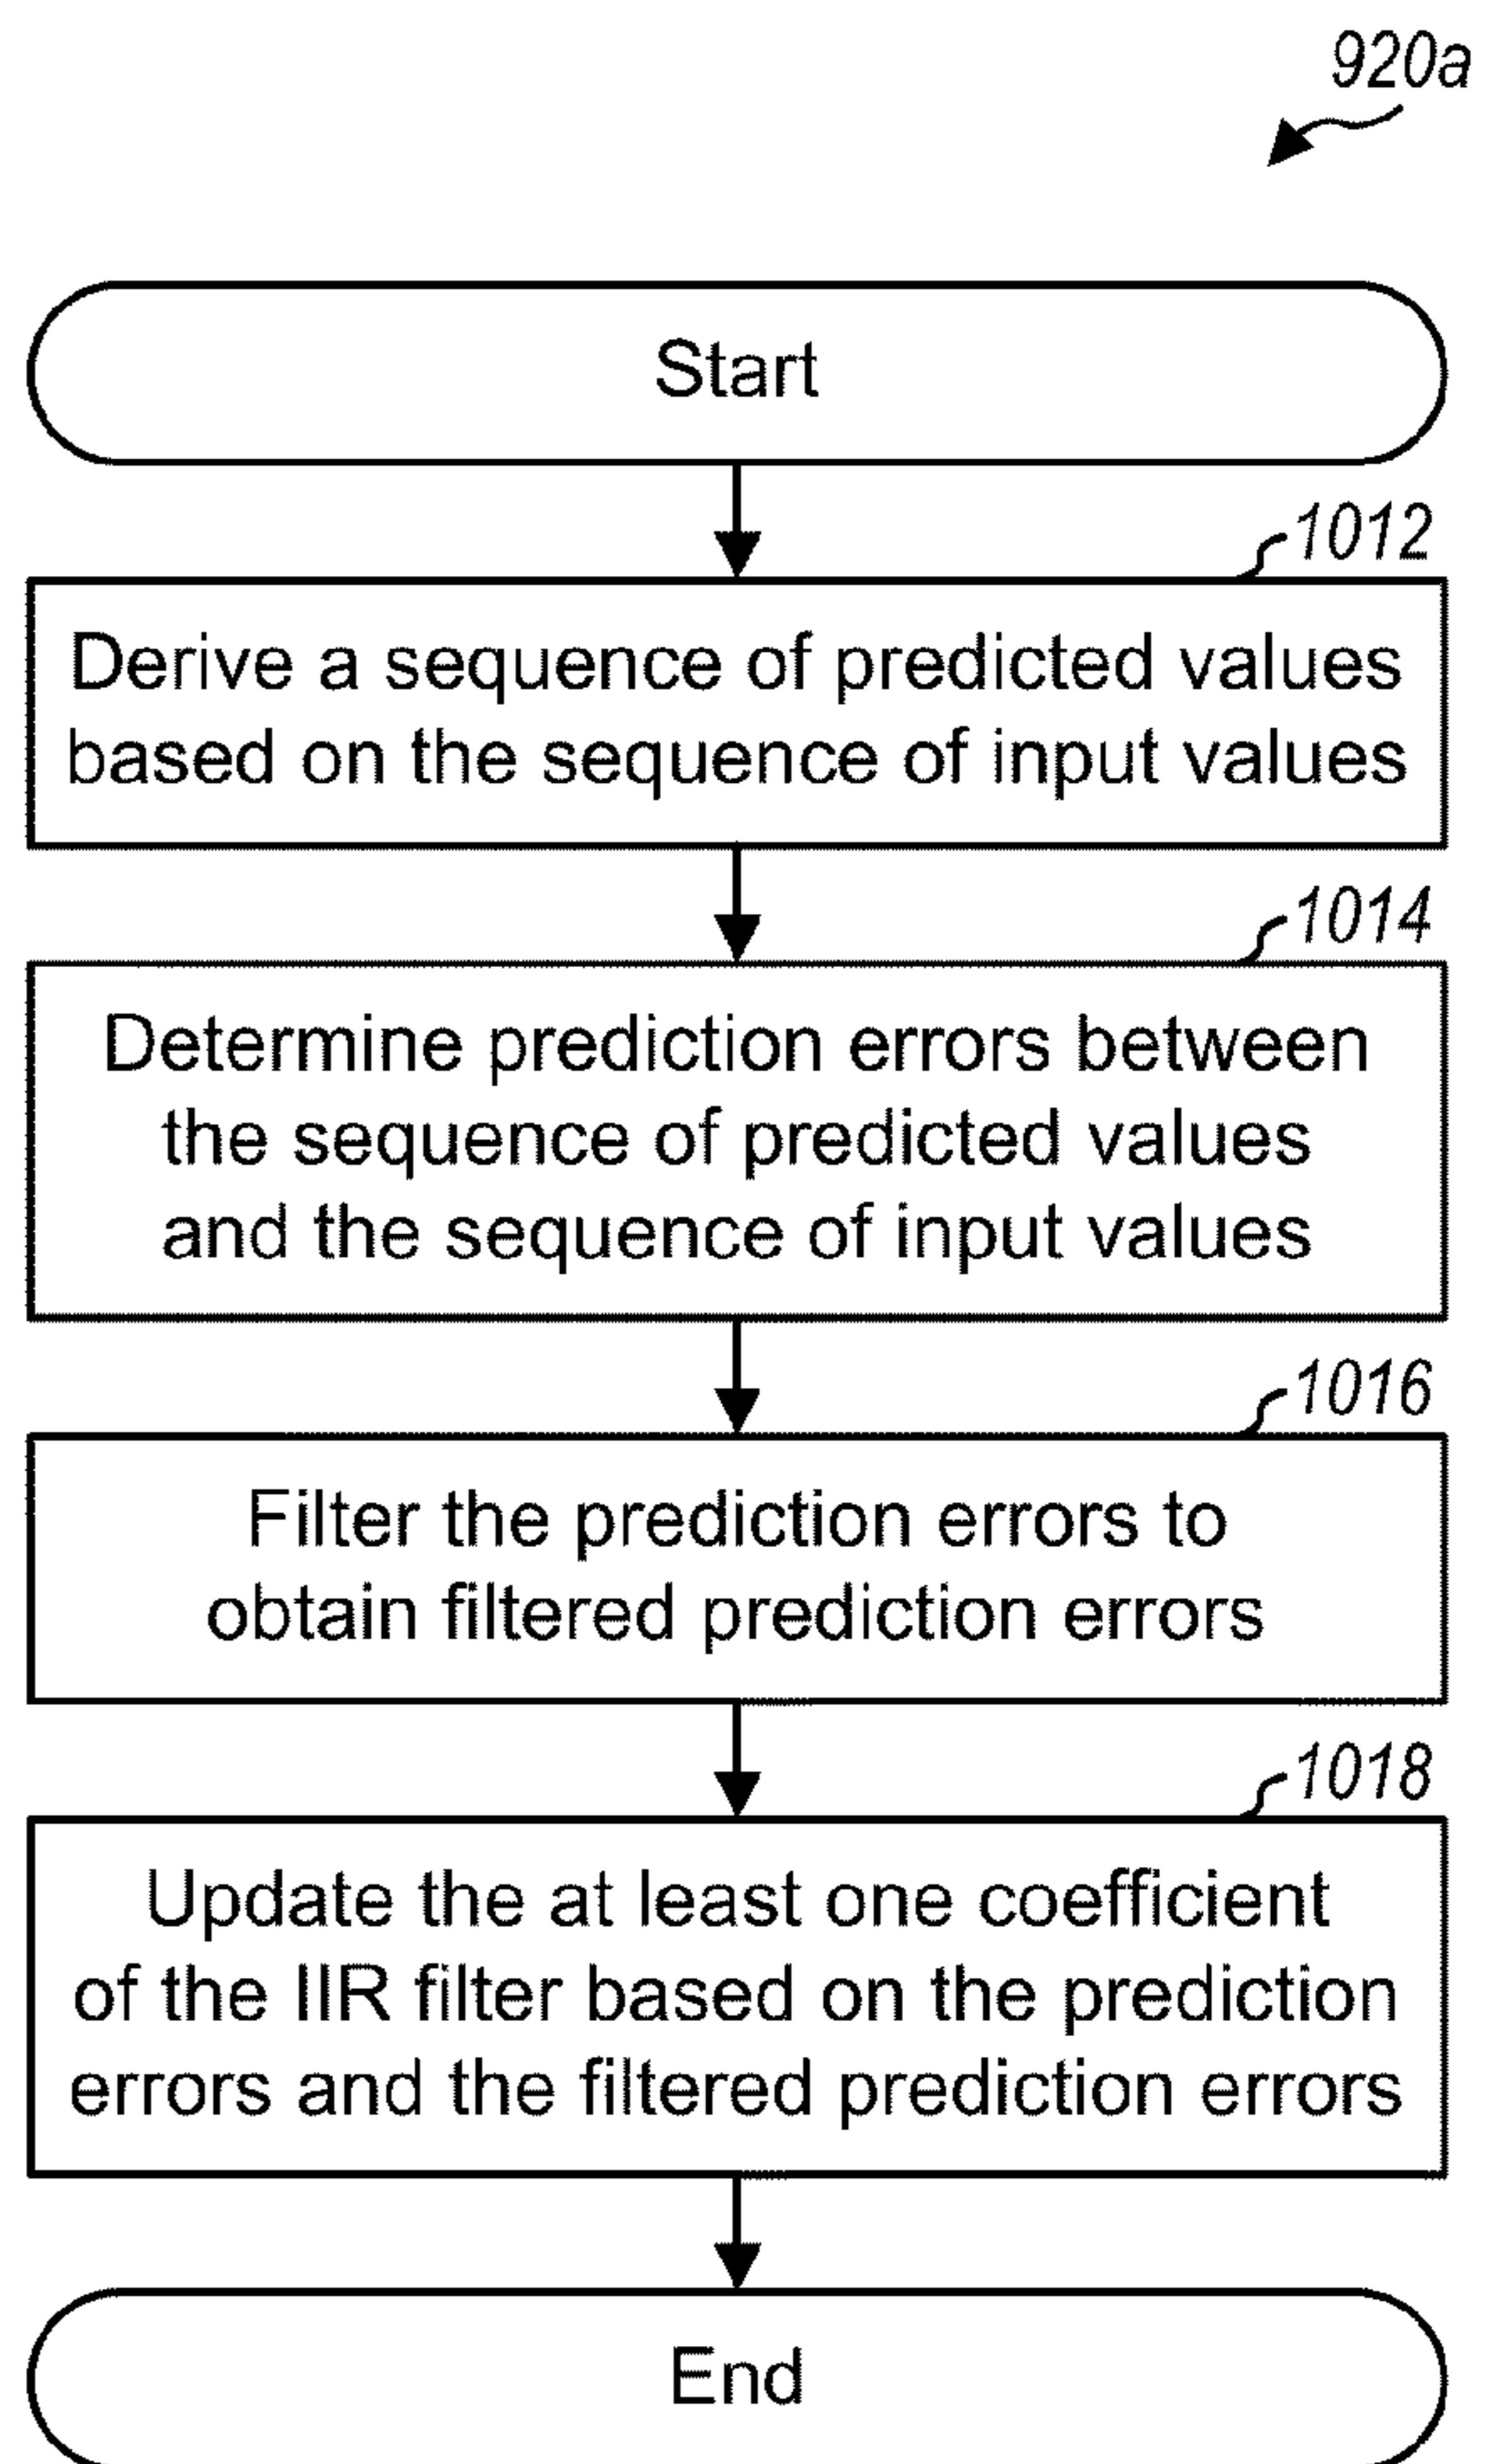 920a
Start
1012
Derive a sequence of predicted values
based on the sequence of input values
1014
Determine prediction errors between
the sequence of predicted values
and the sequence of input values
1016
Filter the prediction errors to
obtain filtered prediction errors
1018
Update the at least one coefficient
of the IIR filter based on the prediction
errors and the filtered prediction errors
End